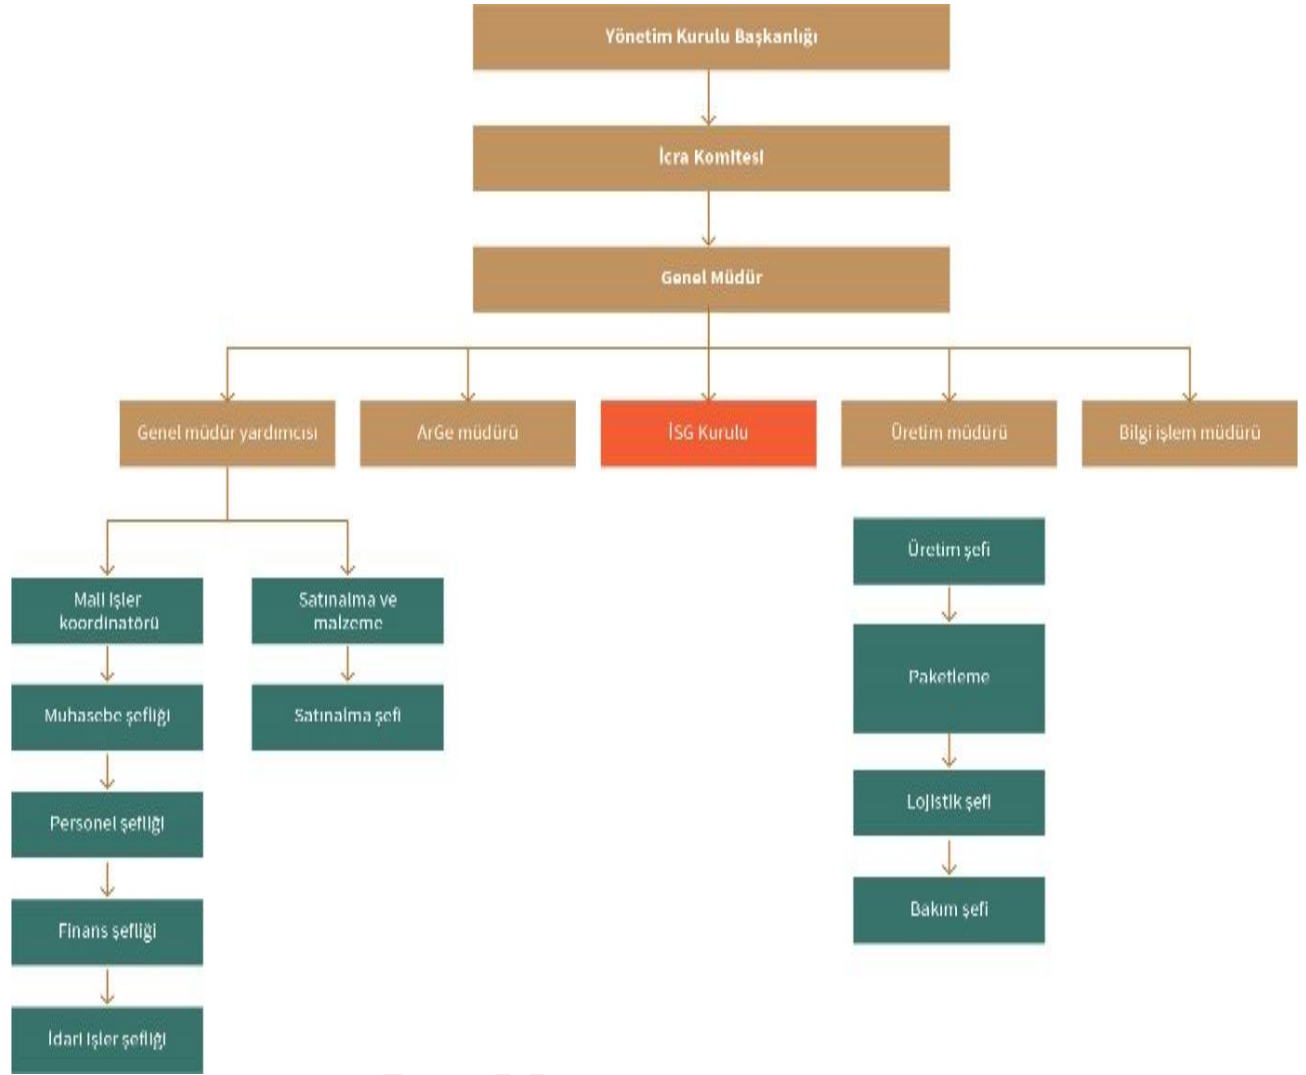 Yönetim Kurulu Başkanlığı
İcra Komitesi
Genel Müdür
Genel müdür yardımcısı
ArGe müdürü
İSG Kurulu
Üretim müdürü
Bilgi işlem müdürü
Mali işler
koordinatörü
Muhasebe şefliği
Personel şefliği
Finans şefliği
İdari işler şefliği
Satınalma ve
malzeme
Satınalma şefi
Üretim şefi
Paketleme
Lojistik şefi
Bakım şefi